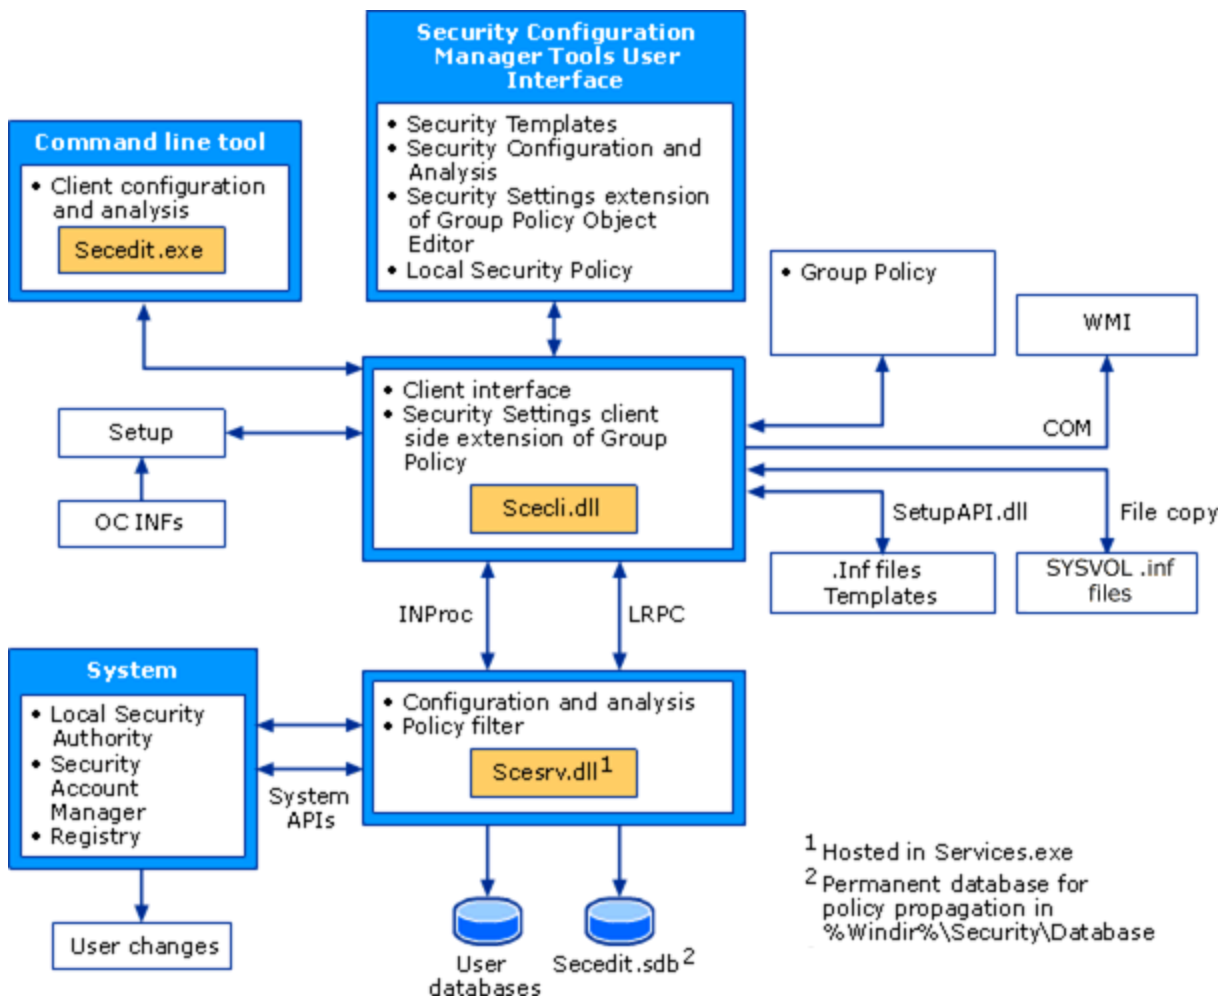 Security Configuration
Manager Tools User
Interface
• Security Templates
• Security Configuration and
Analysis
• Security Settings extension
of Group Policy Object
Editor
• Local Security Policy
Command line tool
• Client configuration
and analysis
Secedit.exe
• Group Policy
WMI
• Client interface
• Security Settings client
side extension of Group
Policy
Scecli.dll
Setup
OC INFs
COM
SetupAPI.dll
File copy
.Inf files
Templates
SYSVOL .inf
files
INProc
LRPC
System
• Local Security
Authority
• Security
Account
Manager
• Registry
• Configuration and analysis
• Policy filter
Scesrv.dll1
System
APIs
User changes
User
databases
Secedit.sdb2
1 Hosted in Services.exe
2 Permanent database for
policy propagation in
%Windir%\Security\Database